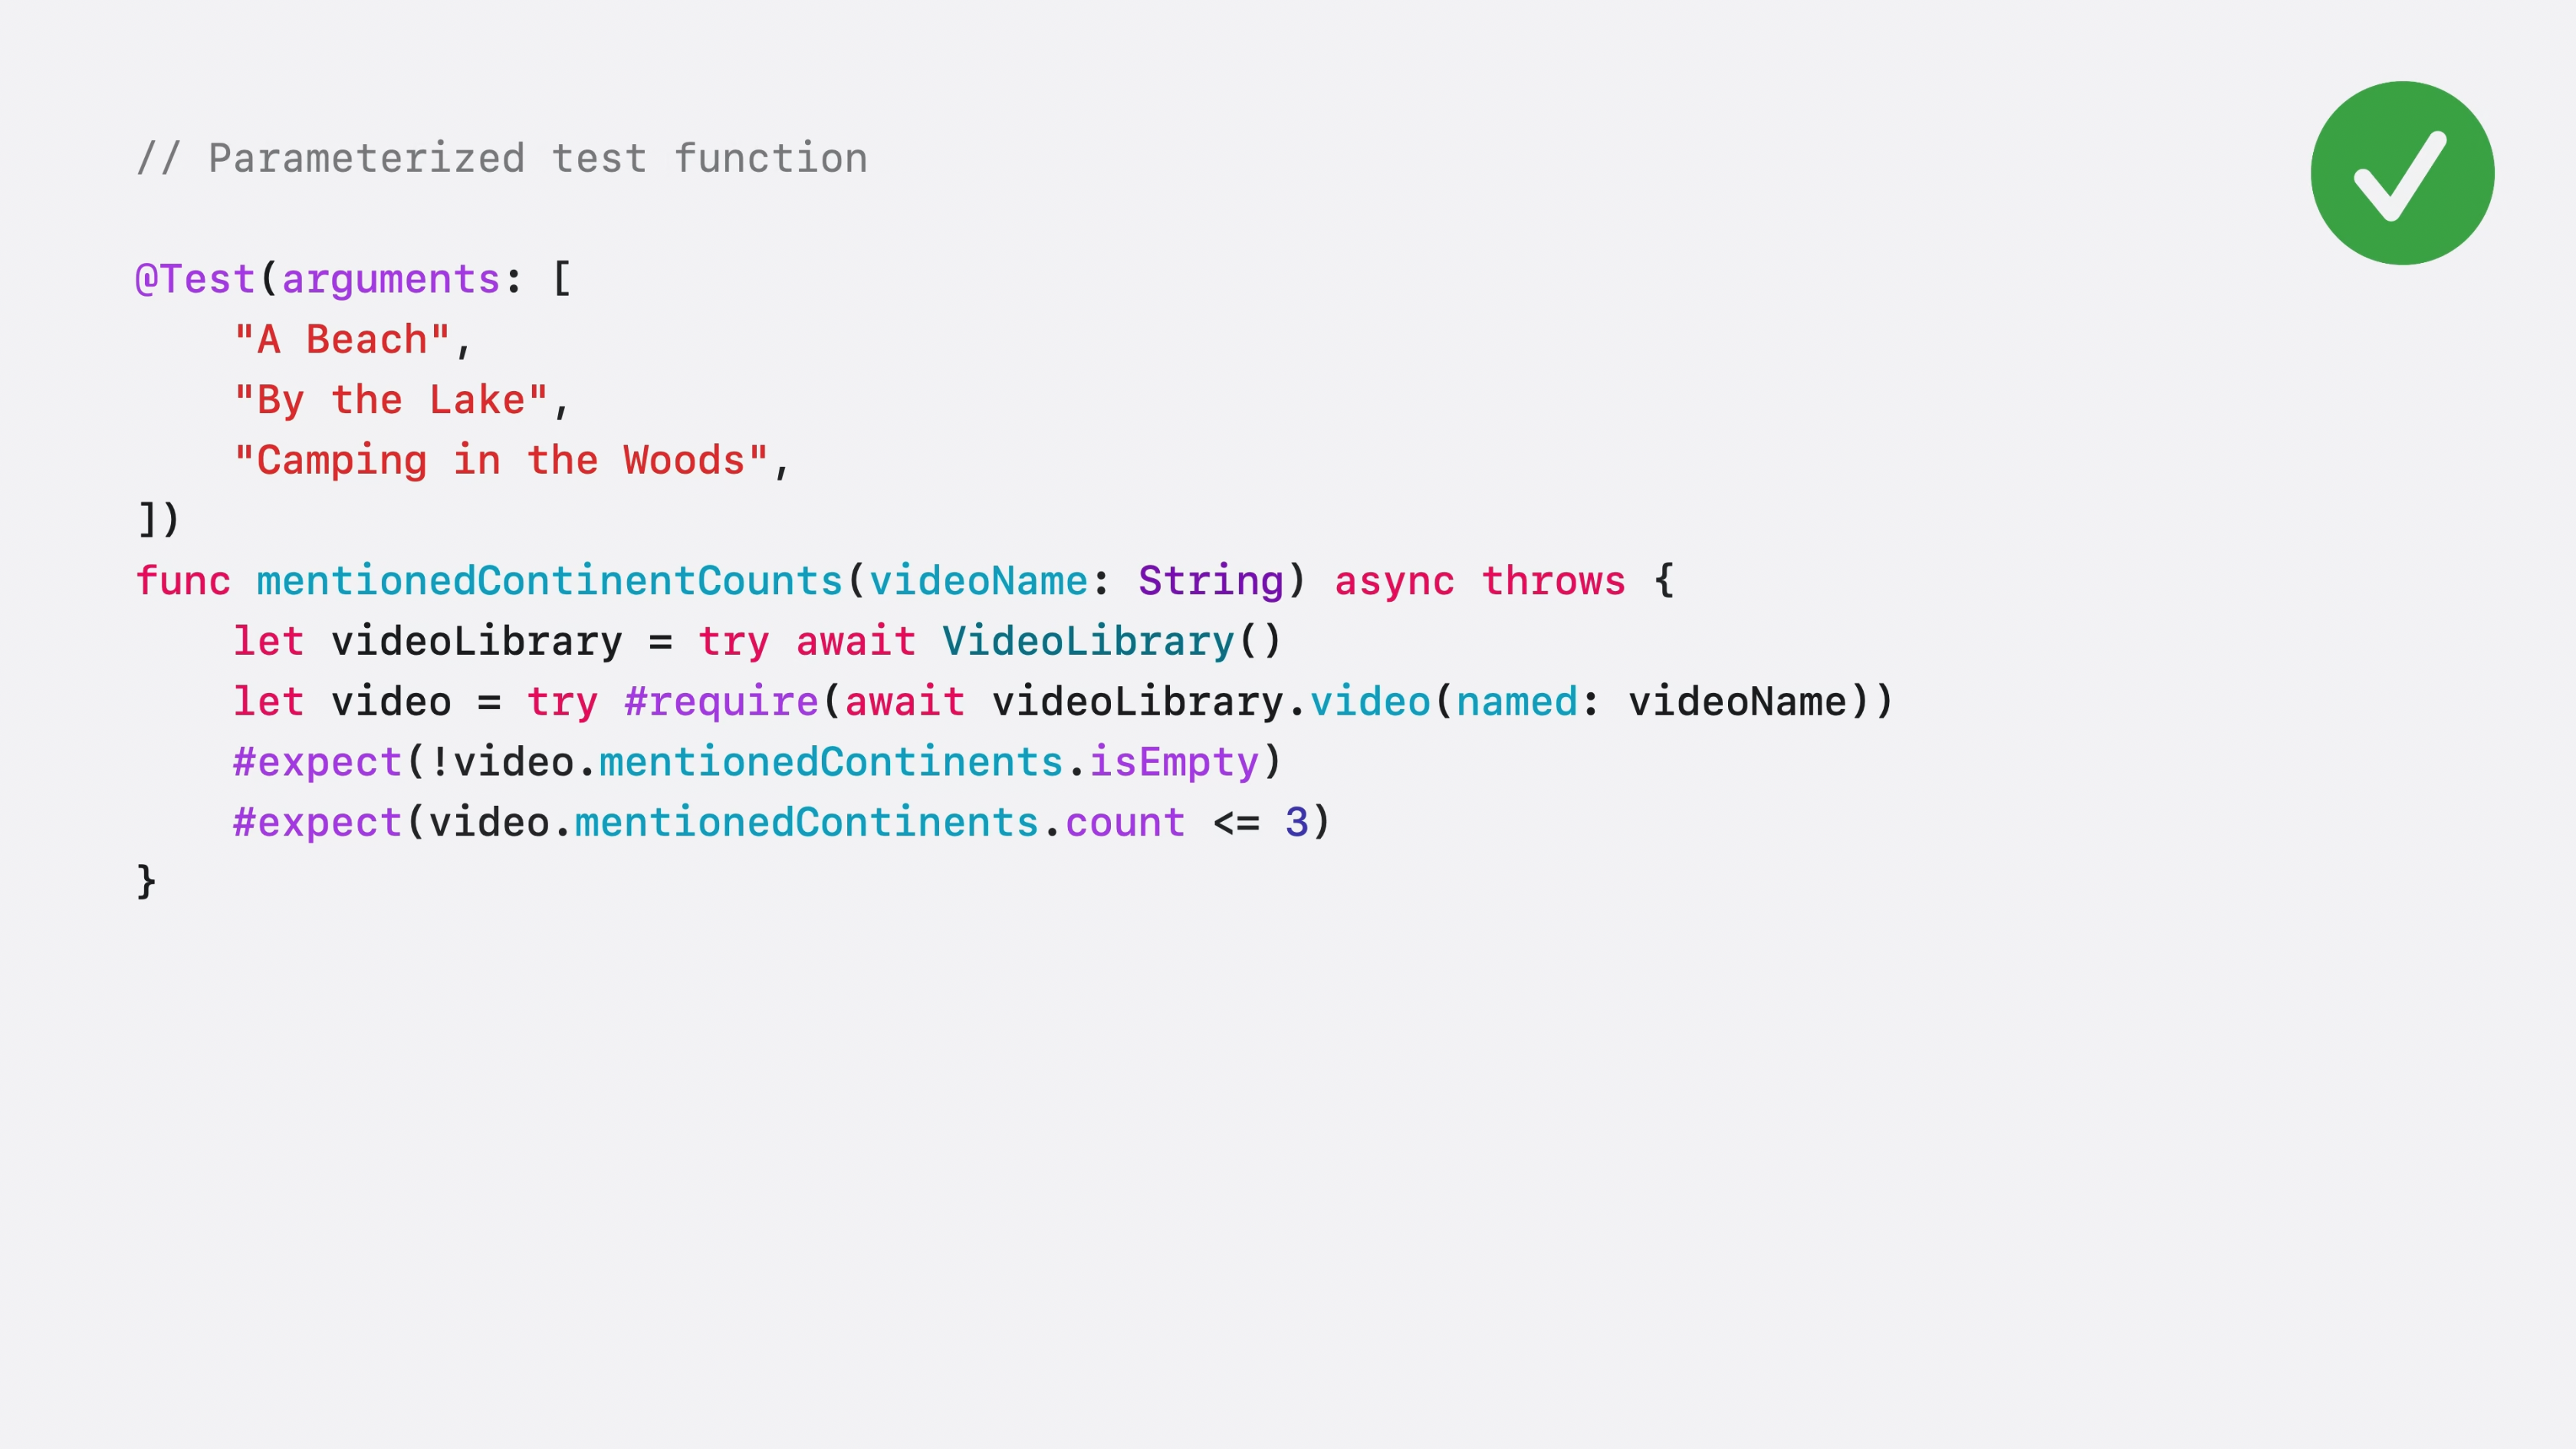 // Parameterized test function
@Test(arguments: [
    "A Beach",
    "By the Lake",
    "Camping in the Woods",
])
func mentionedContinentCounts(videoName: String) async throws {
    let videoLibrary = try await VideoLibrary()
    let video = try #require(await videoLibrary.video(named: videoName))
    #expect(!video.mentionedContinents.isEmpty)
    #expect(video.mentionedContinents.count <= 3)
}